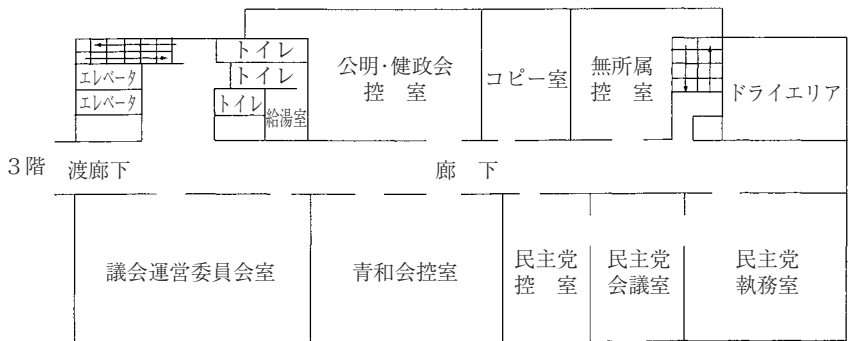 トイレ
エレベータ
トイレ
エレベータ
トイレ
給湯室
公明・健政会
控　室
コピー室
無所属
控　室
ドライエリア
3階
渡廊下
廊　下
議会運営委員会室
青和会控室
民主党
控　室
民主党
会議室
民主党
執務室